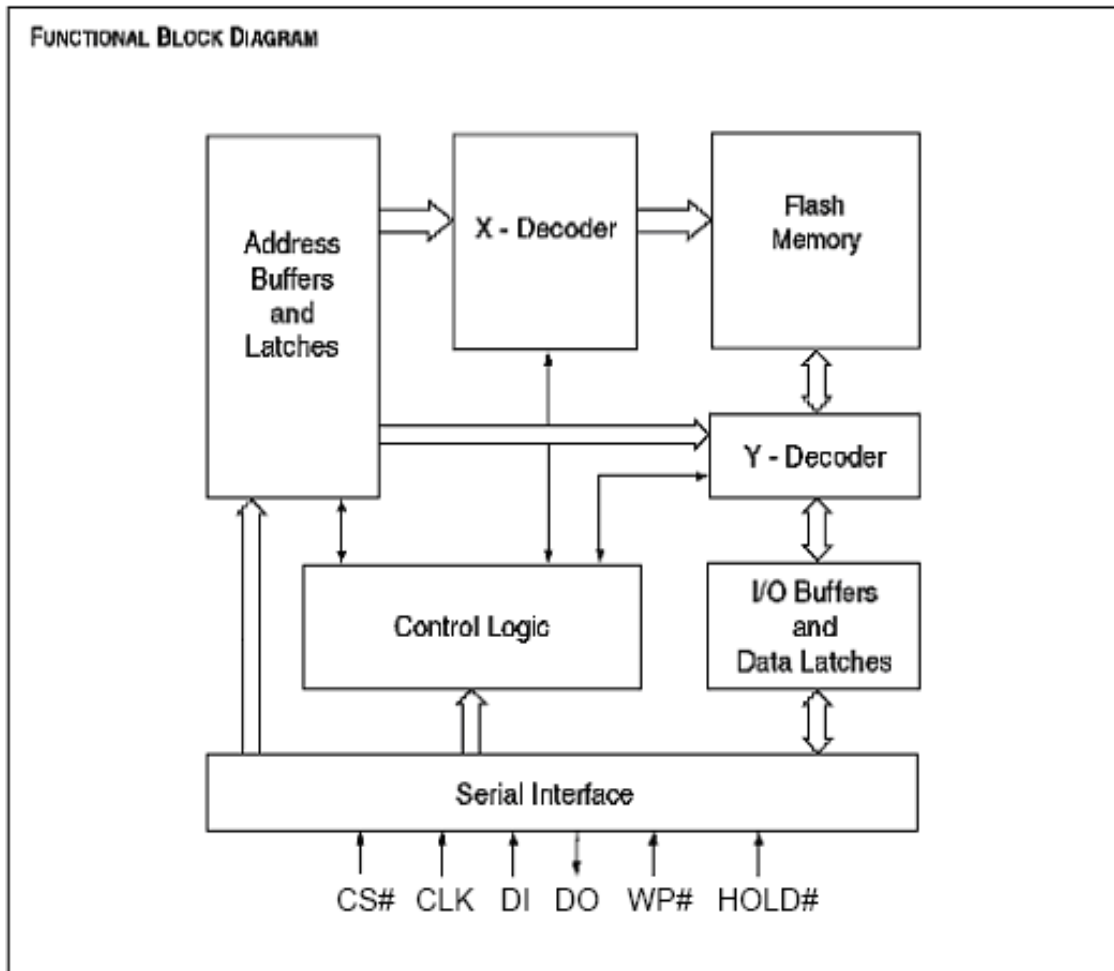 FUNCTIONAL BLOCK DIAGRAM
Address
Buffers
and
Latches
X - Decoder
Flash
Memory
Y - Decoder
Control Logic
I/O Buffers
and
Data Latches
Serial Interface
CS# CLK DI DO WP# HOLD#